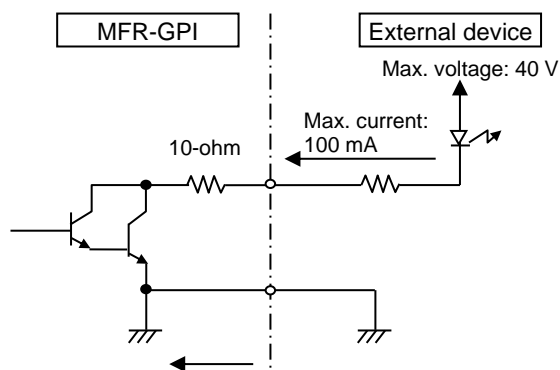 MFR-GPI
External device
Max. voltage: 40 V
Max. current:
100 mA
10-ohm